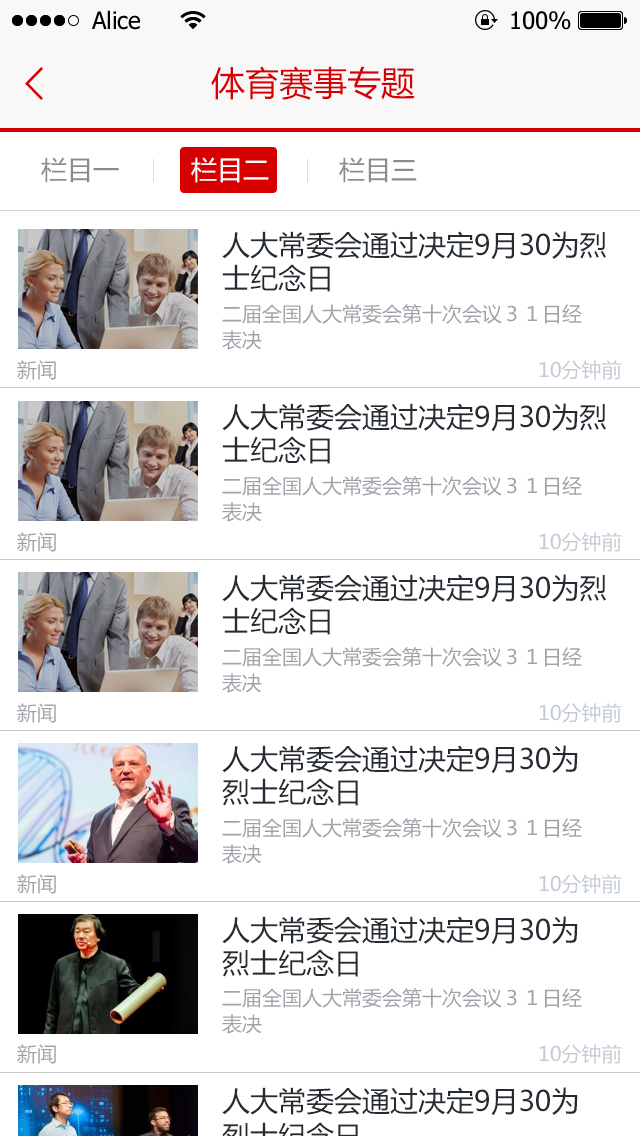 Alice 100%
体育赛事专题
栏目一 栏目二 栏目三
人大常委会通过决定9月30为烈
士纪念日
二届全国人大常委会第十次会议３１日经
表决
新闻 10分钟前
人大常委会通过决定9月30为烈
士纪念日
二届全国人大常委会第十次会议３１日经
表决
新闻 10分钟前
人大常委会通过决定9月30为烈
士纪念日
二届全国人大常委会第十次会议３１日经
表决
新闻 10分钟前
人大常委会通过决定9月30为
烈士纪念日
二届全国人大常委会第十次会议３１日经
表决
新闻 10分钟前
人大常委会通过决定9月30为
烈士纪念日
二届全国人大常委会第十次会议３１日经
表决
新闻 10分钟前
人大常委会通过决定9月30为
烈士纪念日